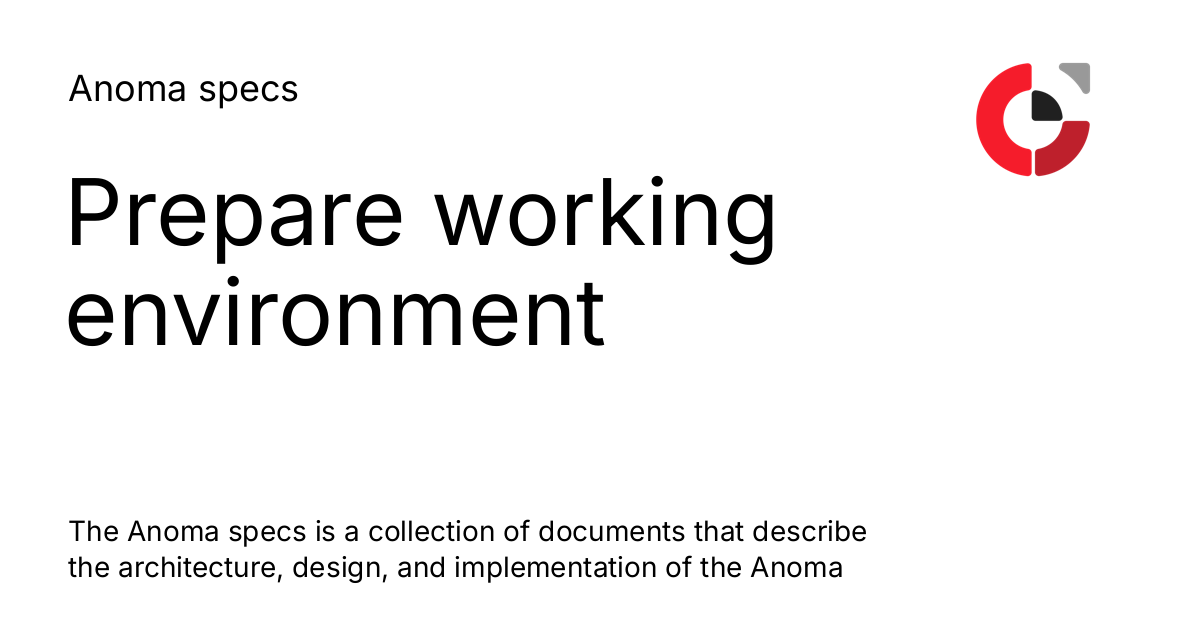 Anoma specs
Prepare working
environment
The Anoma specs is a collection of documents that describe
the architecture, design, and implementation of the Anoma